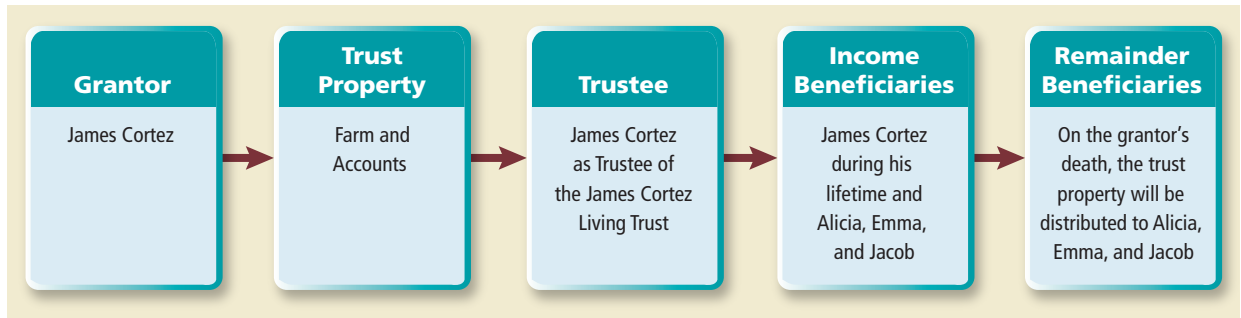 Grantor
James Cortez
Trust
Property
Farm and
Accounts
Trustee
James Cortez
as Trustee of
the James Cortez
Living Trust
Income
Beneficiaries
James Cortez
during his
lifetime and
Alicia, Emma,
and Jacob
Remainder
Beneficiaries
On the grantor’s
death, the trust
property will be
distributed to Alicia,
Emma, and Jacob